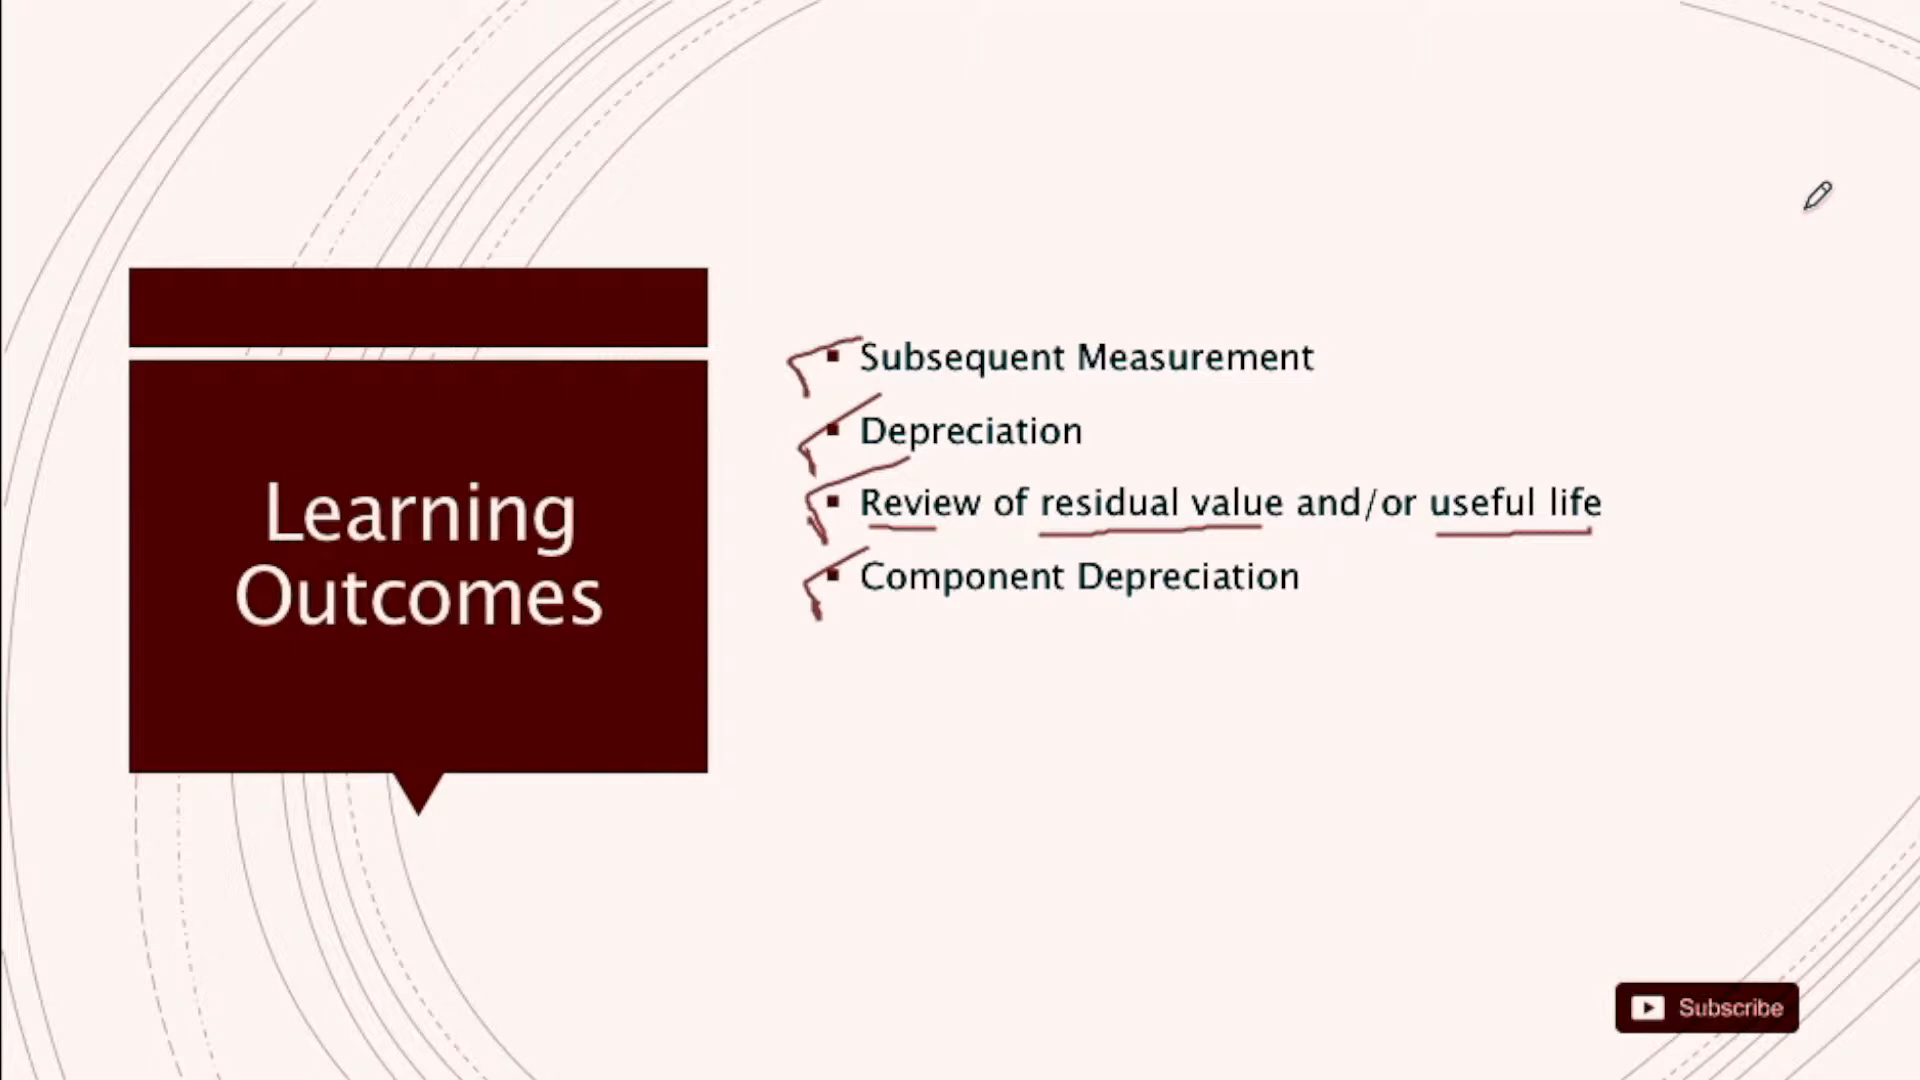 Learning
Outcomes
Subsequent Measurement
Depreciation
Review of residual value and/or useful life
Component Depreciation
Subscribe